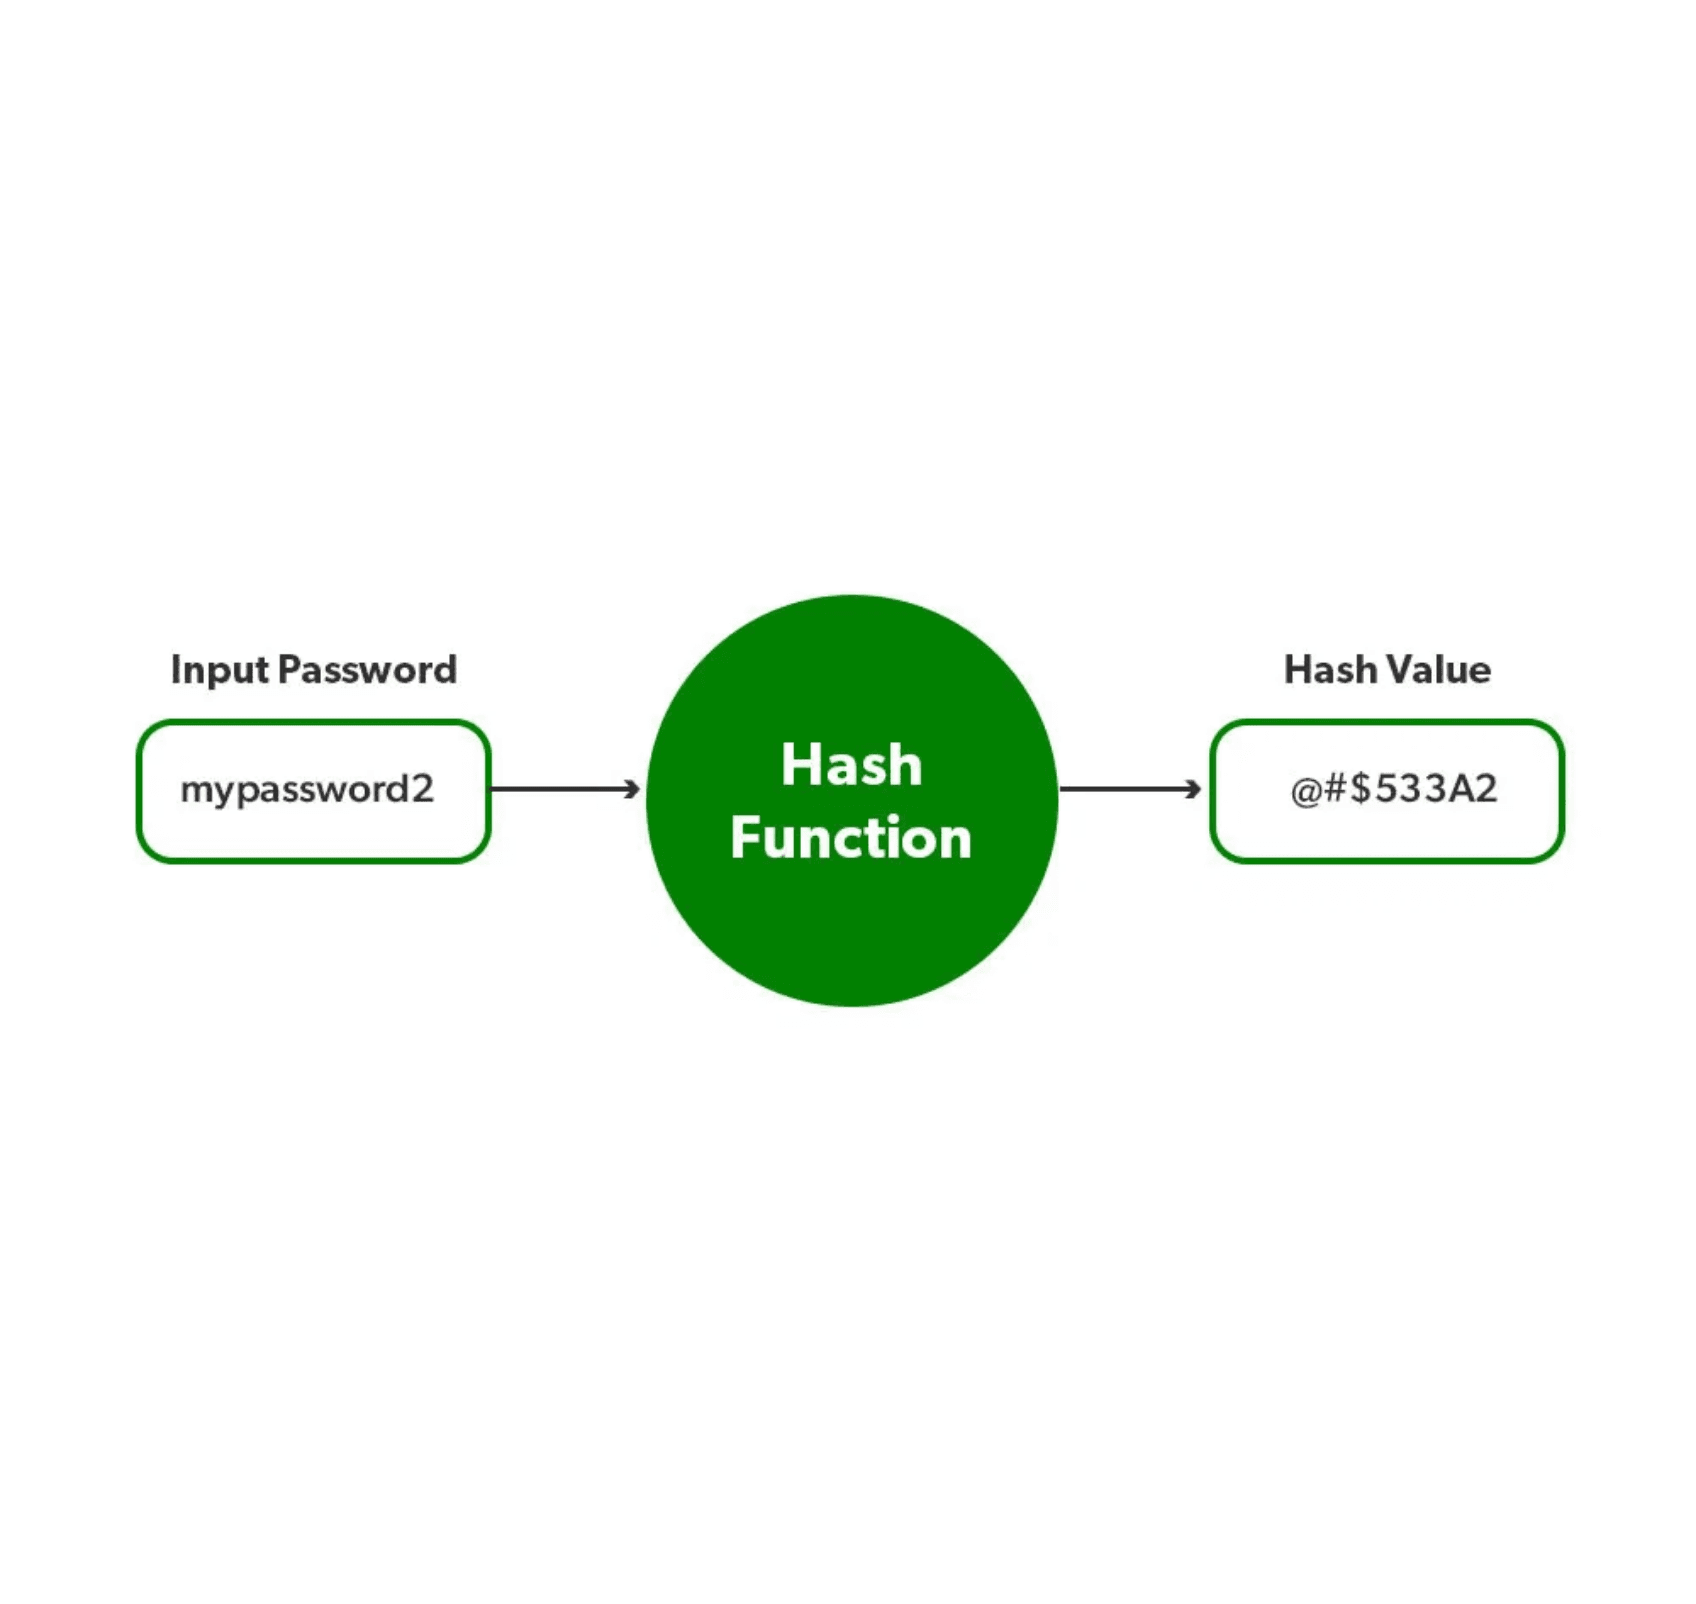 Input Password
mypassword2
Hash
Function
Hash Value
@#$533A2